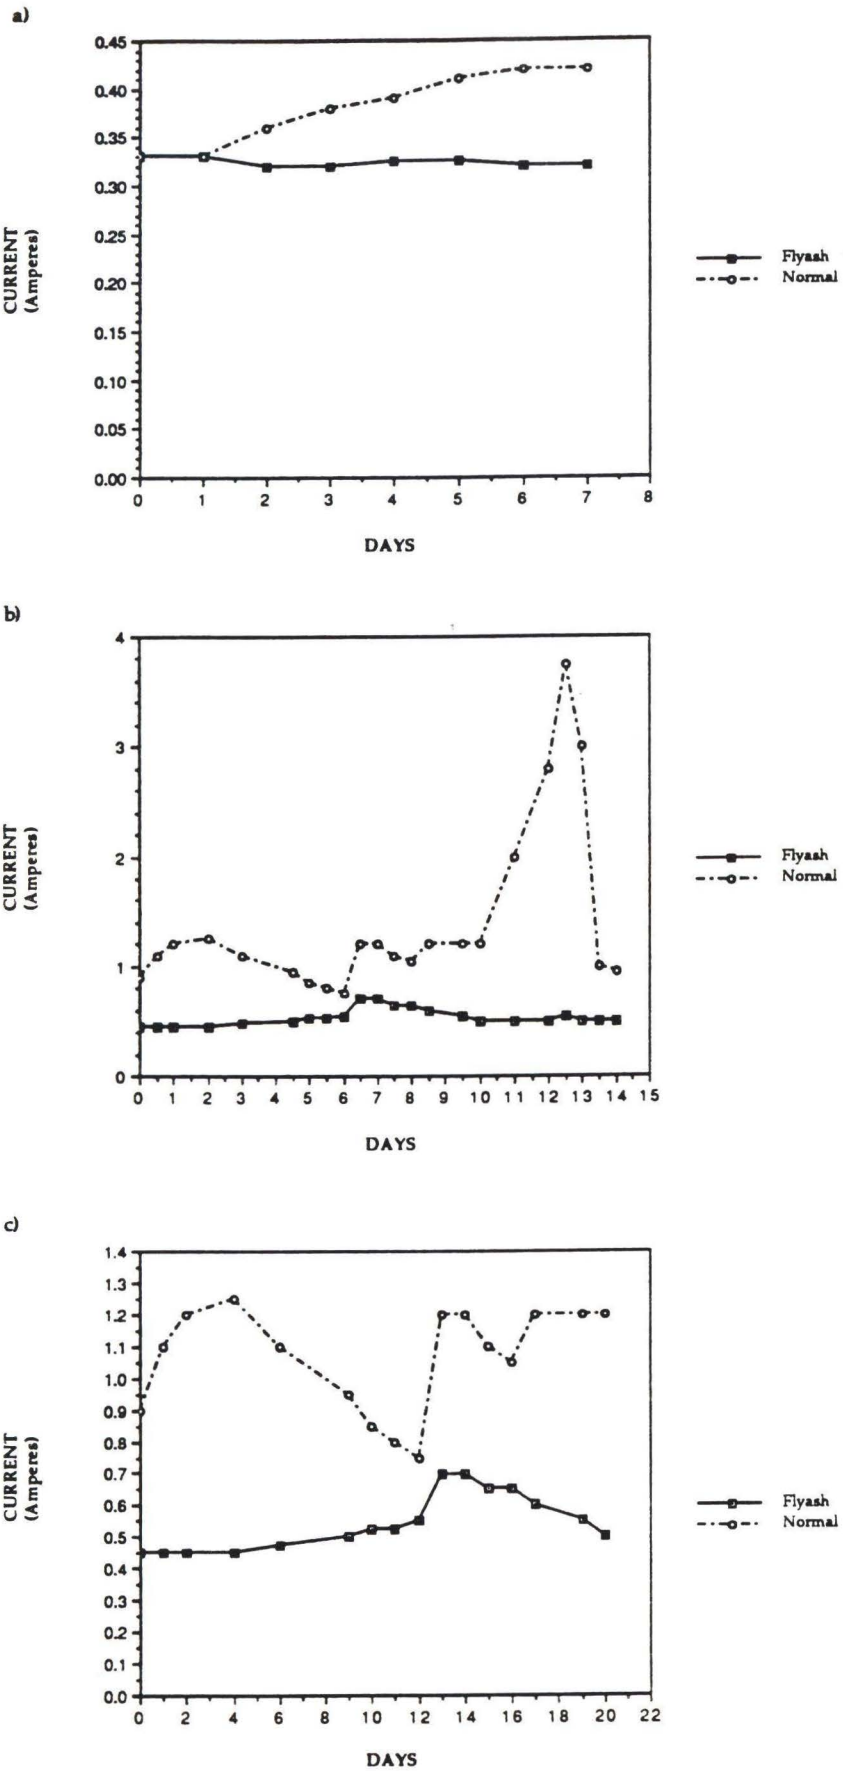 a)
0.45
0.40
0.35
0.30
0.25
0.20
0.15
0.10
0.05
0.00
CURRENT
(Amperes)
0 1 2 3 4 5 6 7 8
DAYS
Flyash
Normal
b)
4
3
2
1
0
CURRENT
(Amperes)
0 1 2 3 4 5 6 7 8 9 10 11 12 13 14 15
DAYS
Flyash
Normal
c)
1.4
1.3
1.2
1.1
1.0
0.9
0.8
0.7
0.6
0.5
0.4
0.3
0.2
0.1
0.0
CURRENT
(Amperes)
0 2 4 6 8 10 12 14 16 18 20 22
DAYS
Flyash
Normal